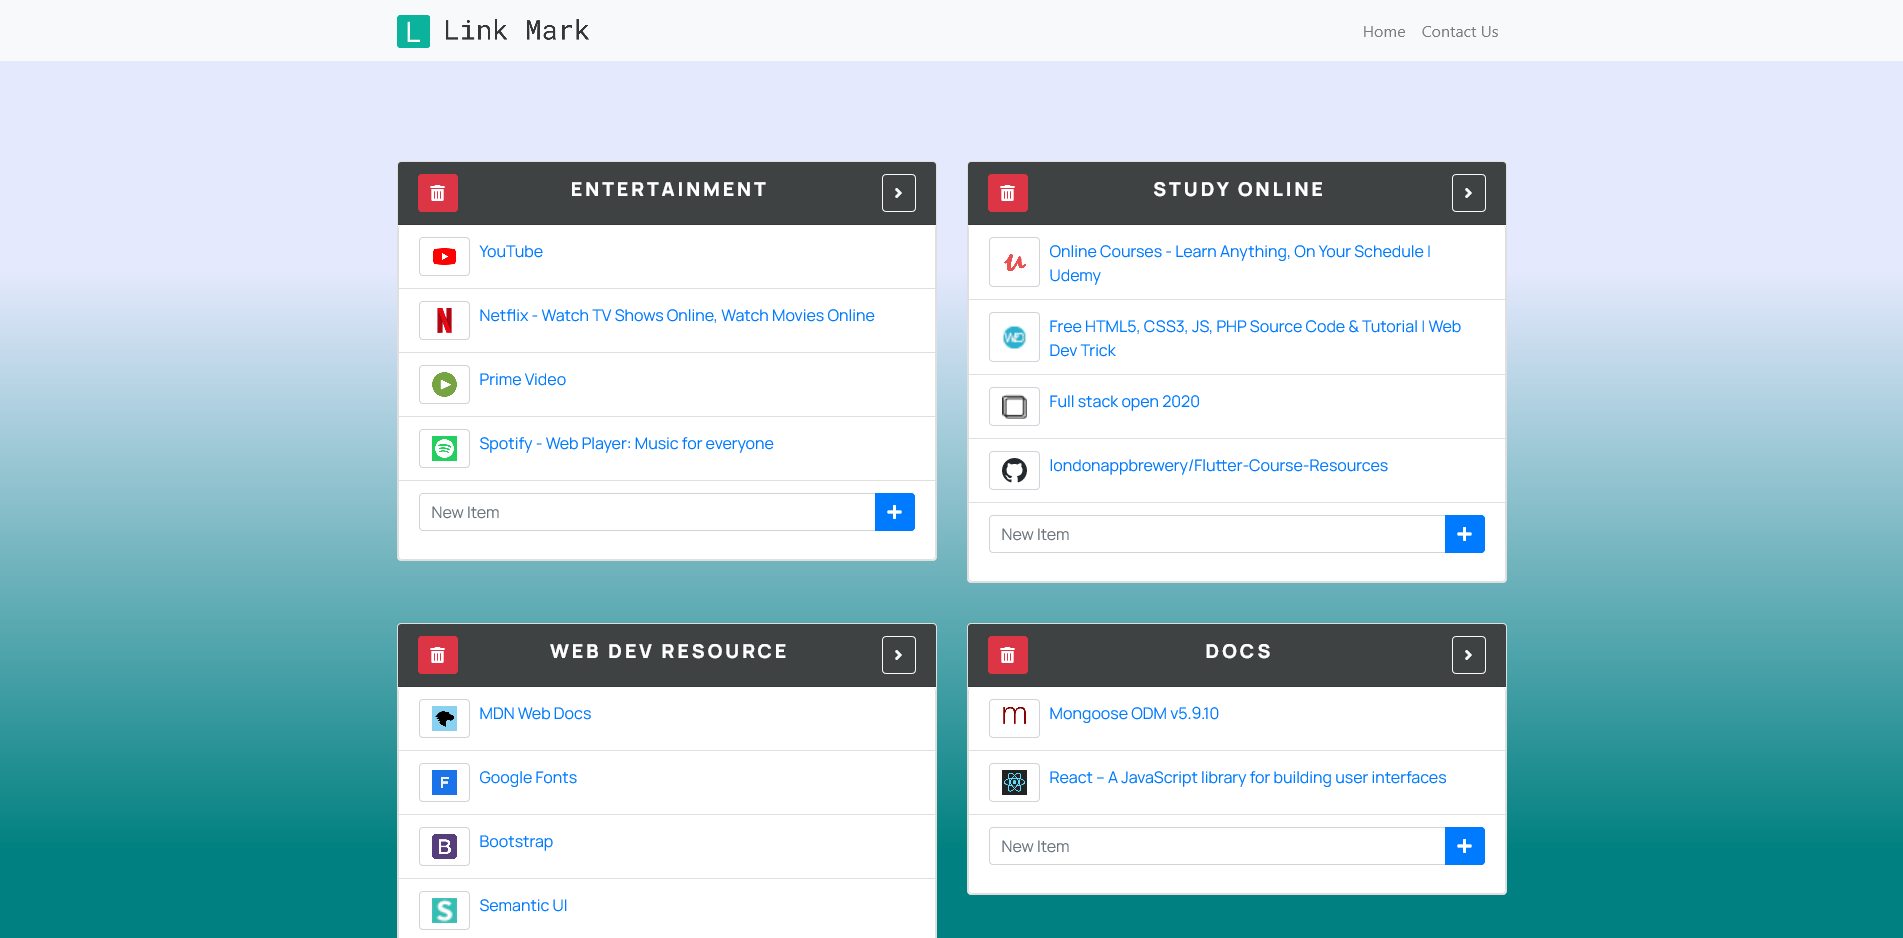 L Link Mark
Home Contact Us
ENTERTAINMENT
YouTube
Netflix - Watch TV Shows Online, Watch Movies Online
Prime Video
Spotify - Web Player: Music for everyone
New Item
STUDY ONLINE
Online Courses - Learn Anything, On Your Schedule |
Udemy
Free HTML5, CSS3, JS, PHP Source Code & Tutorial | Web
Dev Trick
Full stack open 2020
londonappbrewery/Flutter-Course-Resources
New Item
WEB DEV RESOURCE
MDN Web Docs
F Google Fonts
B Bootstrap
S Semantic UI
DOCS
m Mongoose ODM v5.9.10
React – A JavaScript library for building user interfaces
New Item